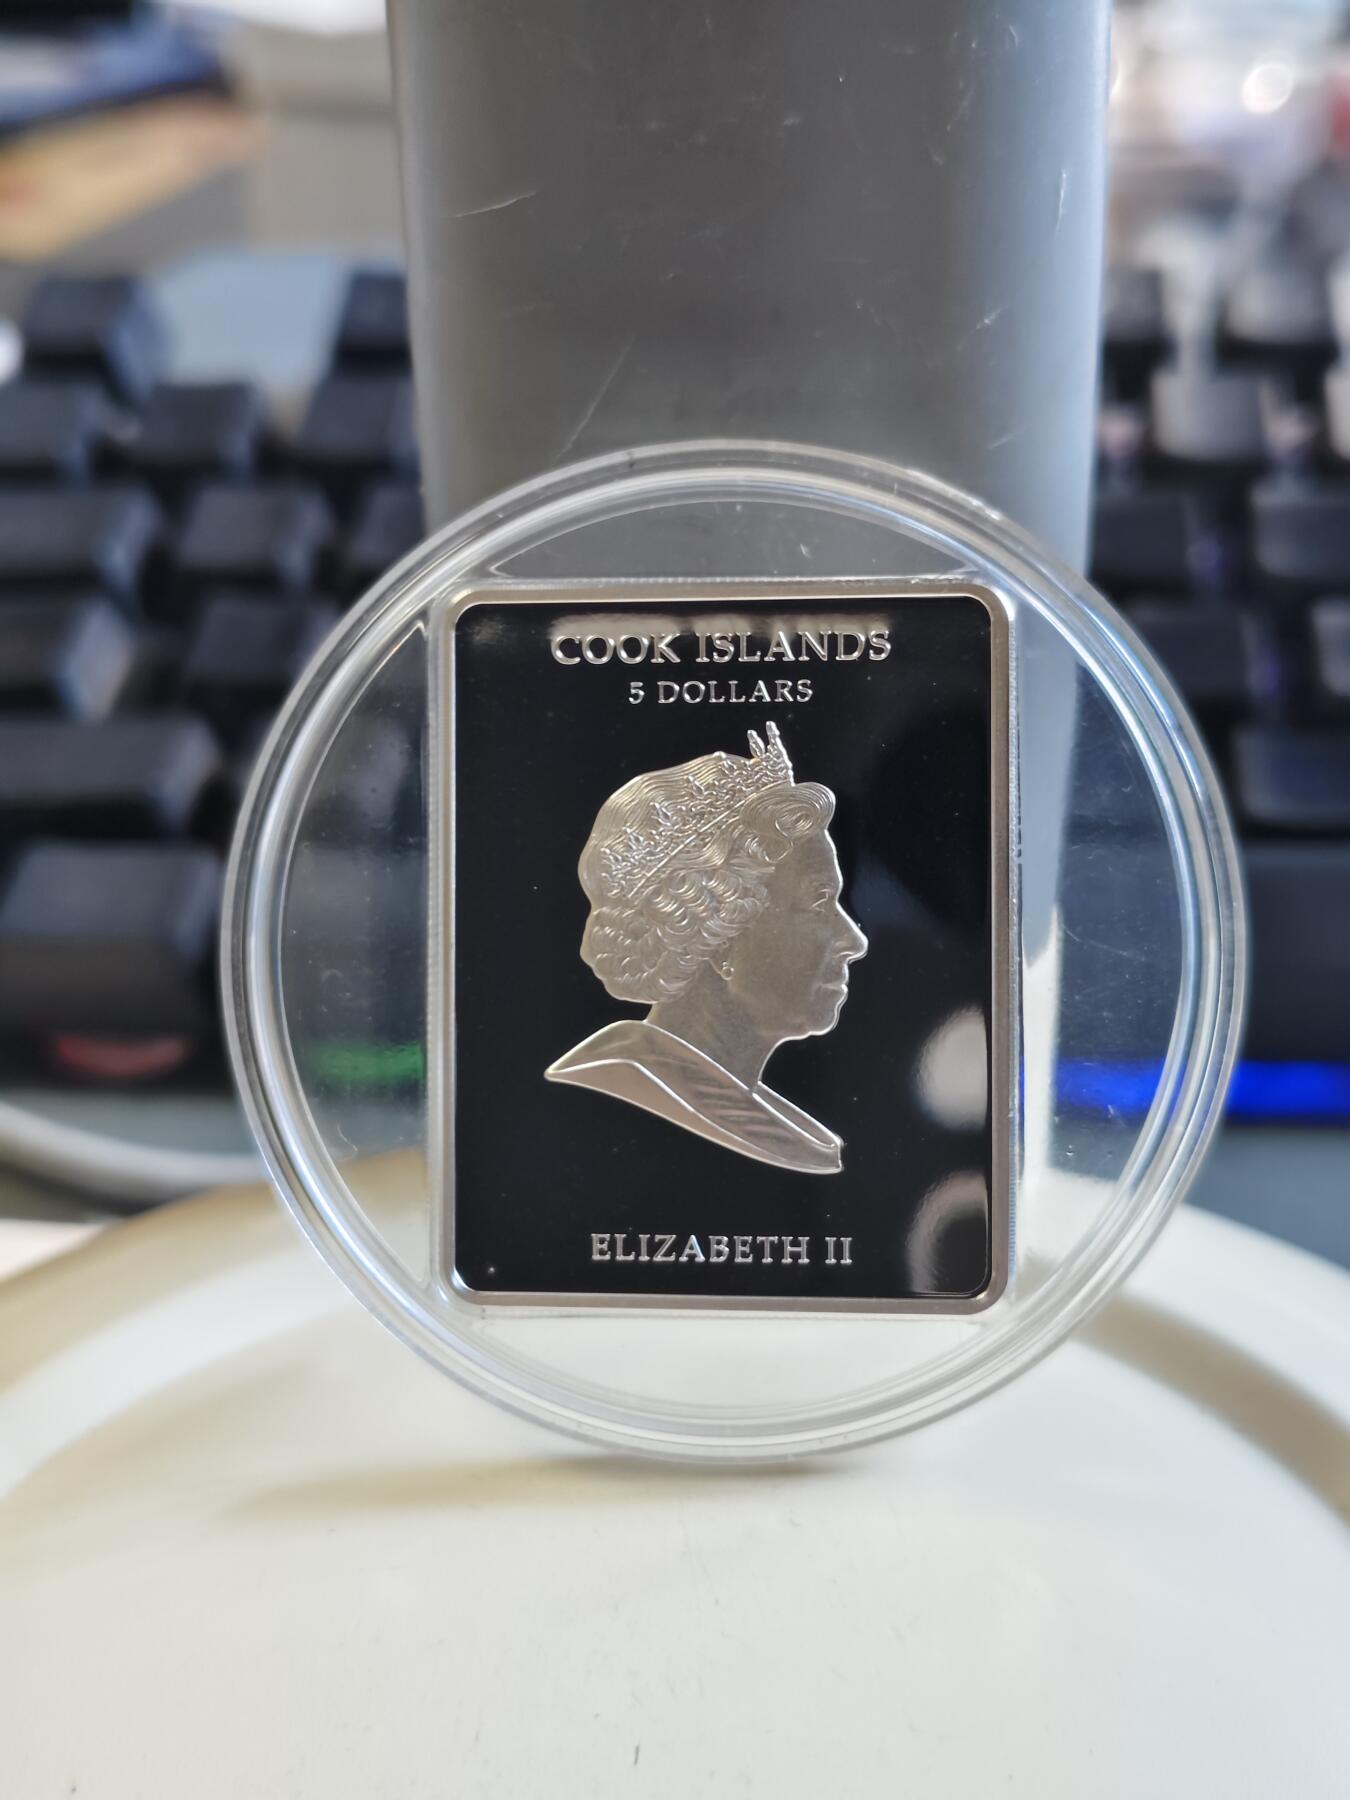 COOK ISLANDS
5 DOLLARS
ELIZABETH II